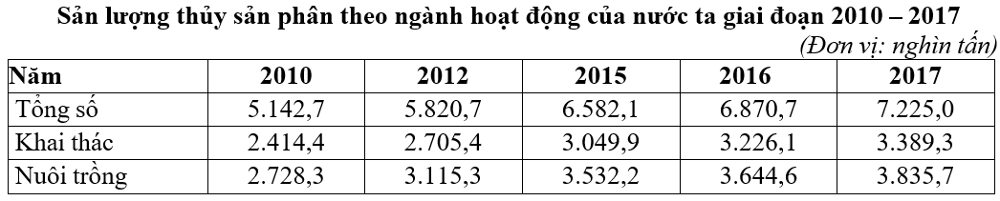 Sản lượng thủy sản phân theo ngành hoạt động của nước ta giai đoạn 2010 – 2017
(Đơn vị: nghìn tấn)
Năm 2010 2012 2015 2016 2017
Tổng số 5.142,7 5.820,7 6.582,1 6.870,7 7.225,0
Khai thác 2.414,4 2.705,4 3.049,9 3.226,1 3.389,3
Nuôi trồng 2.728,3 3.115,3 3.532,2 3.644,6 3.835,7